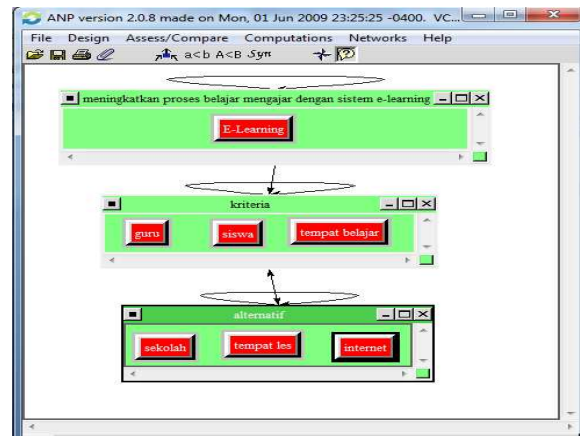 ANP version 2.0.8 made on Mon, 01 Jun 2009 23:25:25 -0400. VC...
File Design Assess/Compare Computations Networks Help
a<b A<B Syn
meningkatkan proses belajar mengajar dengan sistem e-learning
E-Learning
kriteria
guru siswa tempat belajar
alternatif
sekolah tempat les internet